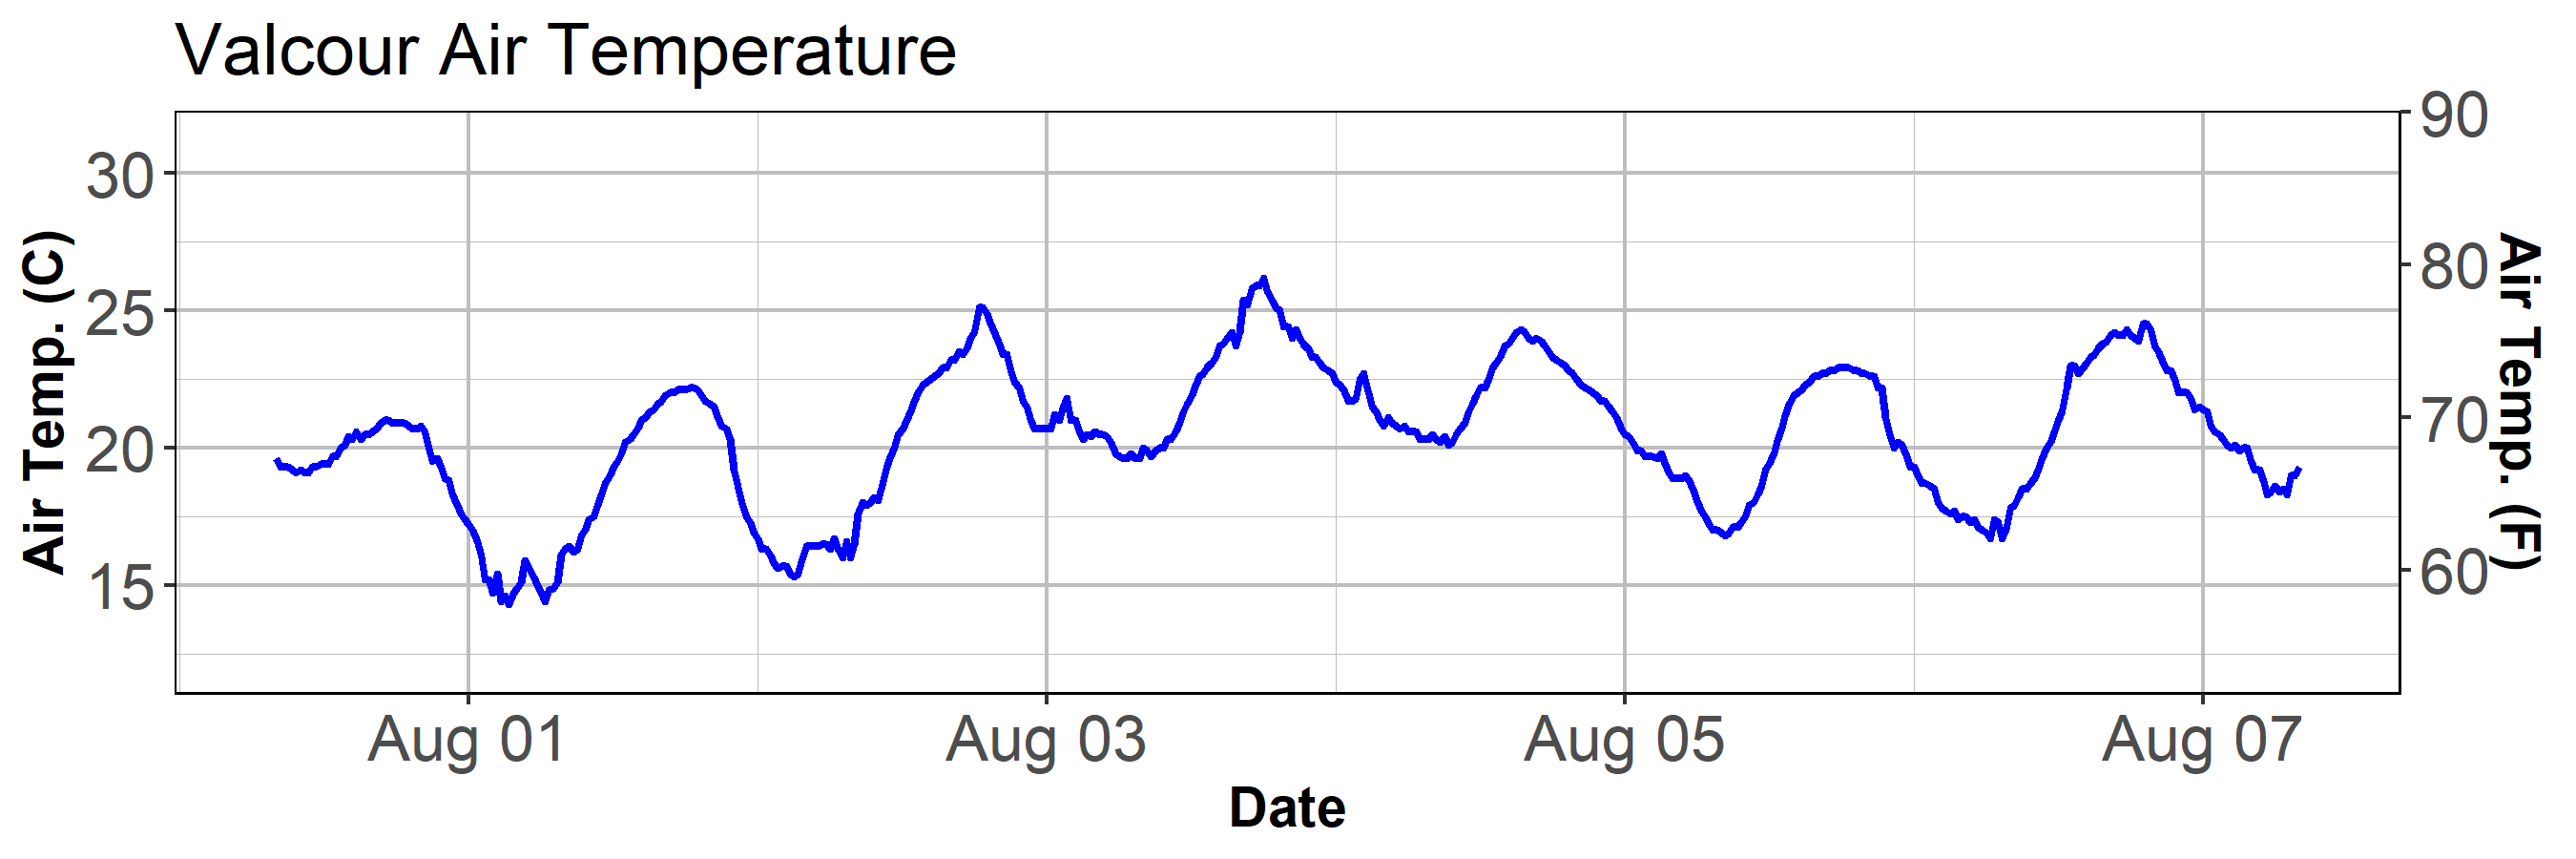 Valcour Air Temperature
Air Temp. (C)
30
25
20
15
90
80
70
60
Air Temp. (F)
Aug 01 Aug 03 Aug 05 Aug 07
Date